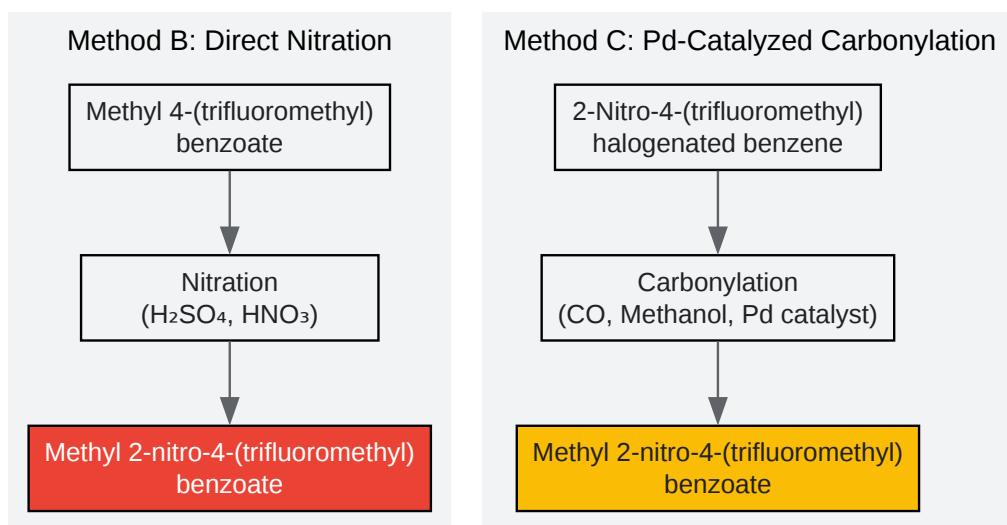 Method B: Direct Nitration
Methyl 4-(trifluoromethyl)
benzoate
Nitration
(H₂SO₄, HNO₃)
Methyl 2-nitro-4-(trifluoromethyl)
benzoate
Method C: Pd-Catalyzed Carbonylation
2-Nitro-4-(trifluoromethyl)
halogenated benzene
Carbonylation
(CO, Methanol, Pd catalyst)
Methyl 2-nitro-4-(trifluoromethyl)
benzoate